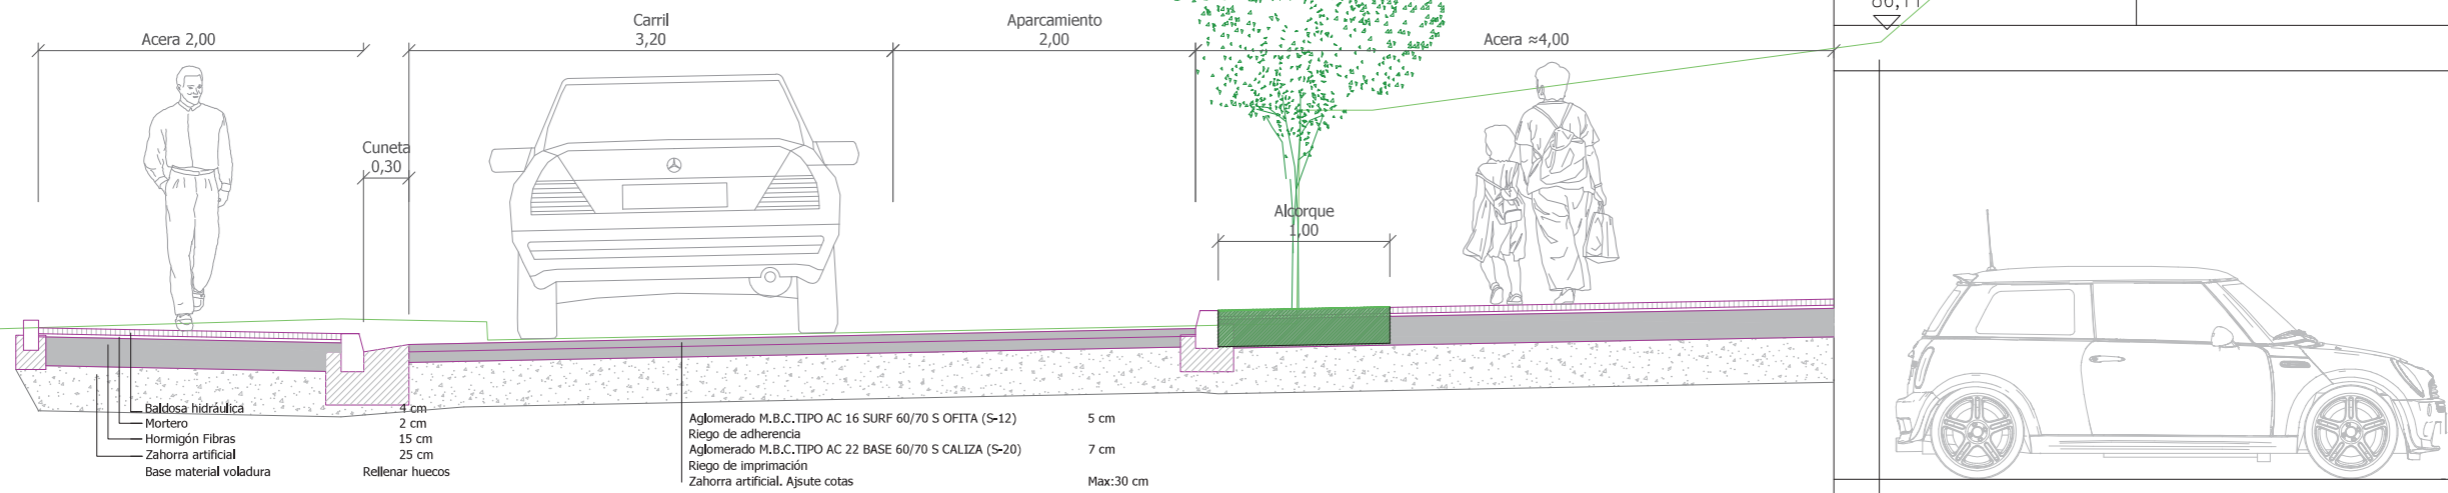 Acera 2,00
Carril
3,20
Aparcamiento
2,00
Acera ≈4,00
Cuneta
0,30
Alcorque
1,00
Baldosa hidráulica 4 cm
Mortero 2 cm
Hormigón Fibras 15 cm
Zahorra artificial 25 cm
Base material voladura Rellenar huecos
Aglomerado M.B.C.TIPO AC 16 SURF 60/70 S OFITA (S-12) 5 cm
Riego de adherencia
Aglomerado M.B.C.TIPO AC 22 BASE 60/70 S CALIZA (S-20) 7 cm
Riego de imprimación
Zahorra artificial. Ajsute cotas Max:30 cm